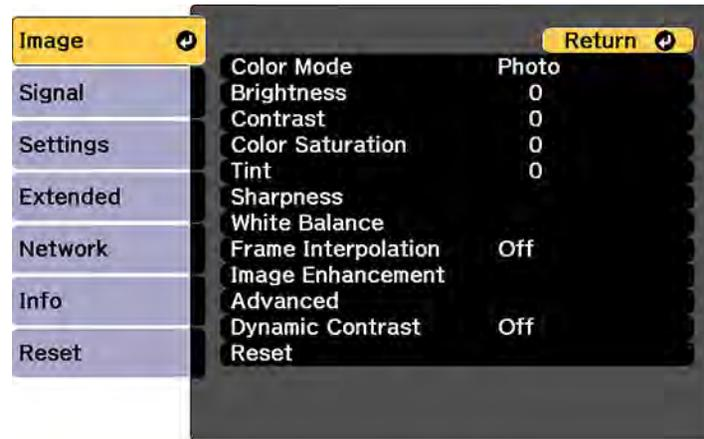 Image
Signal
Settings
Extended
Network
Info
Reset
Return
Color Mode Photo
Brightness 0
Contrast 0
Color Saturation 0
Tint 0
Sharpness
White Balance
Frame Interpolation Off
Image Enhancement
Advanced
Dynamic Contrast Off
Reset